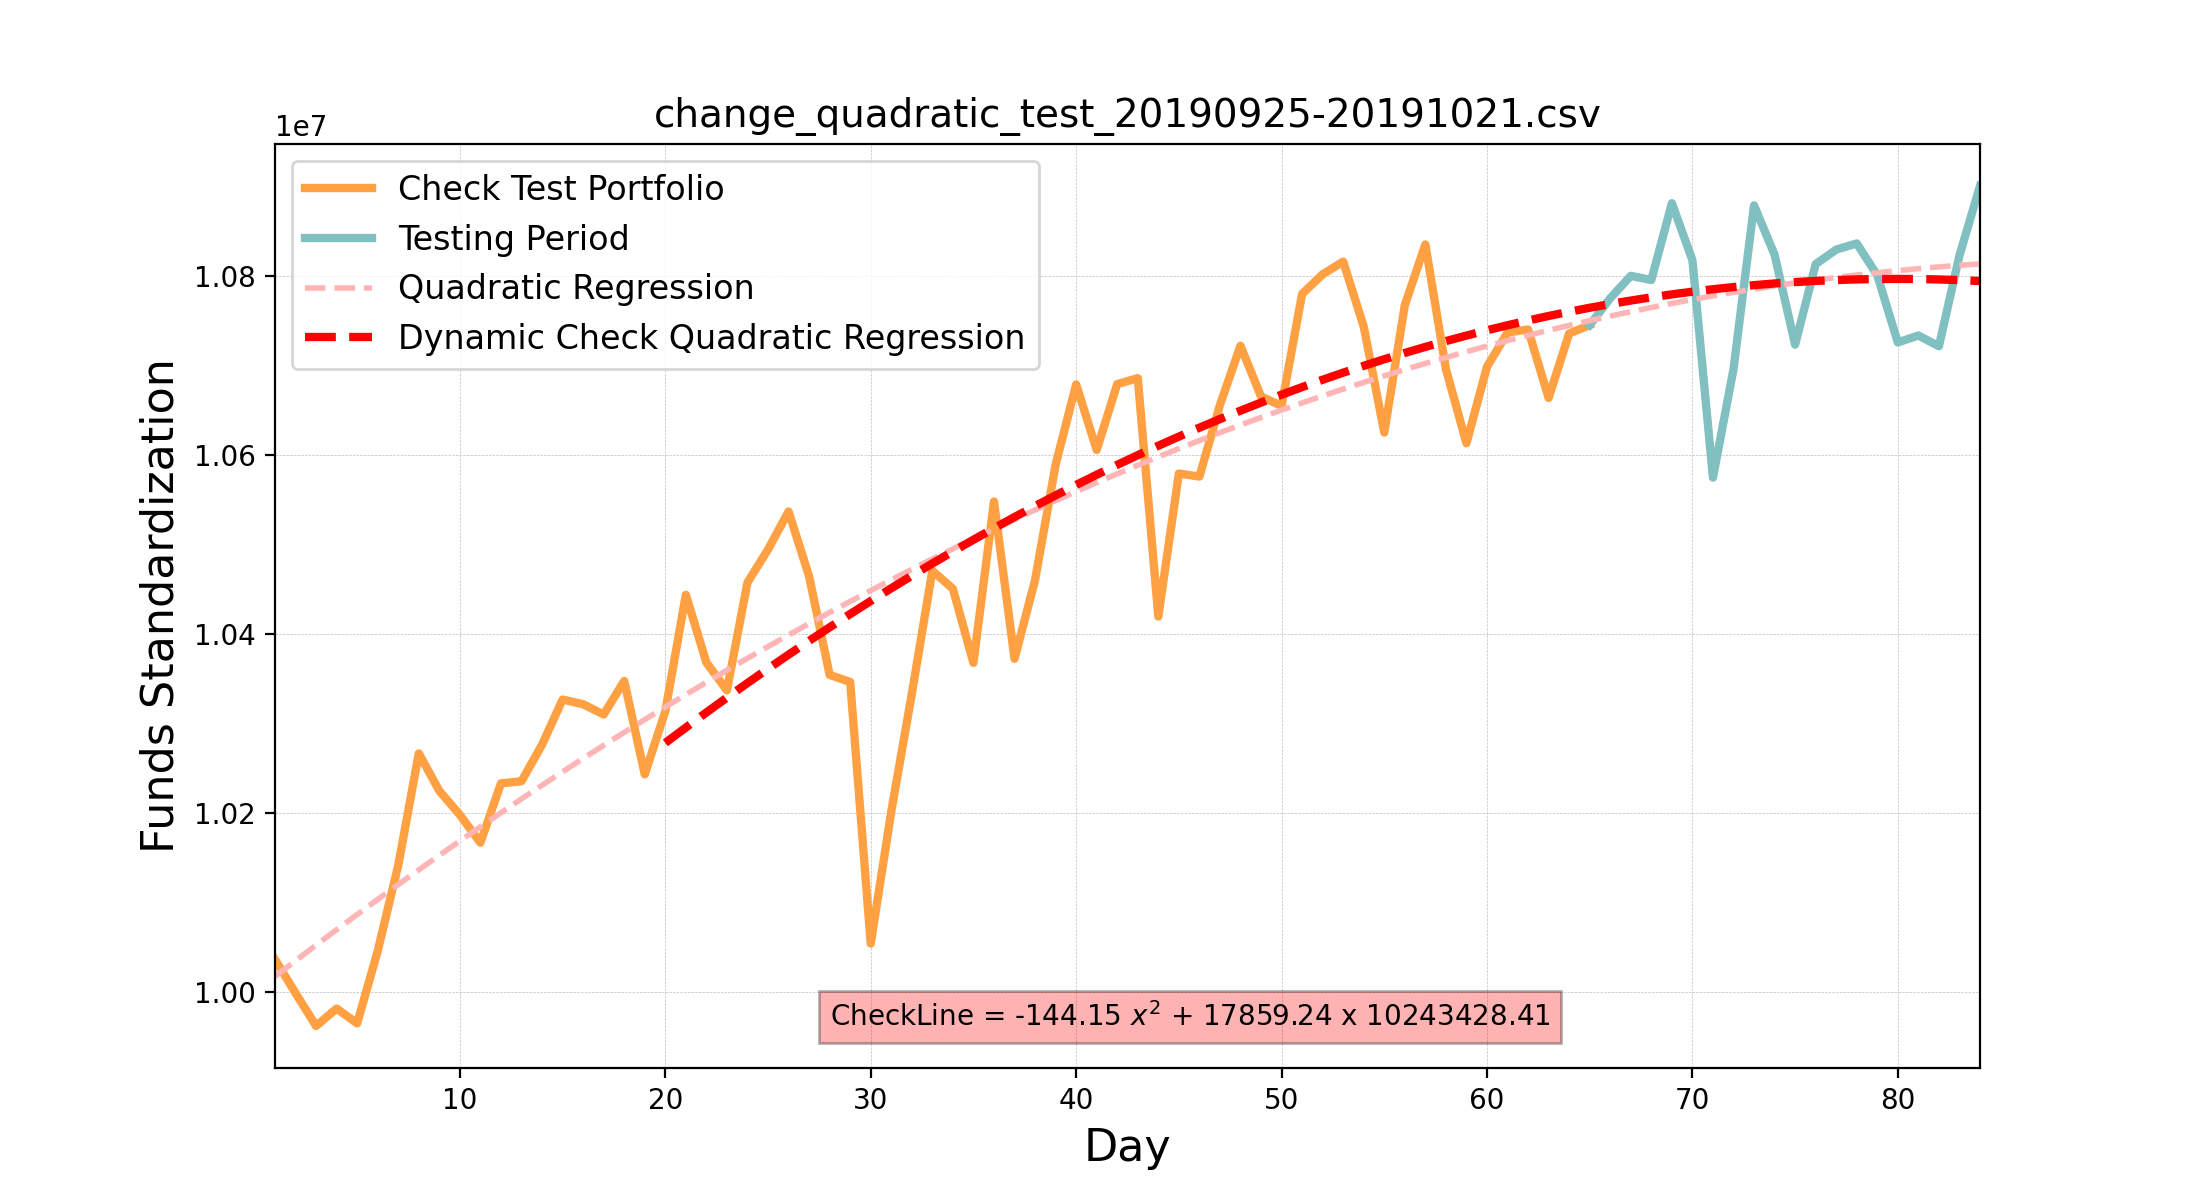 change_quadratic_test_20190925-20191021.csv
1e7
Check Test Portfolio
Testing Period
Quadratic Regression
Dynamic Check Quadratic Regression
1.08
1.06
1.04
1.02
1.00
Funds Standardization
CheckLine = -144.15 x² + 17859.24 x 10243428.41
10 20 30 40 50 60 70 80
Day